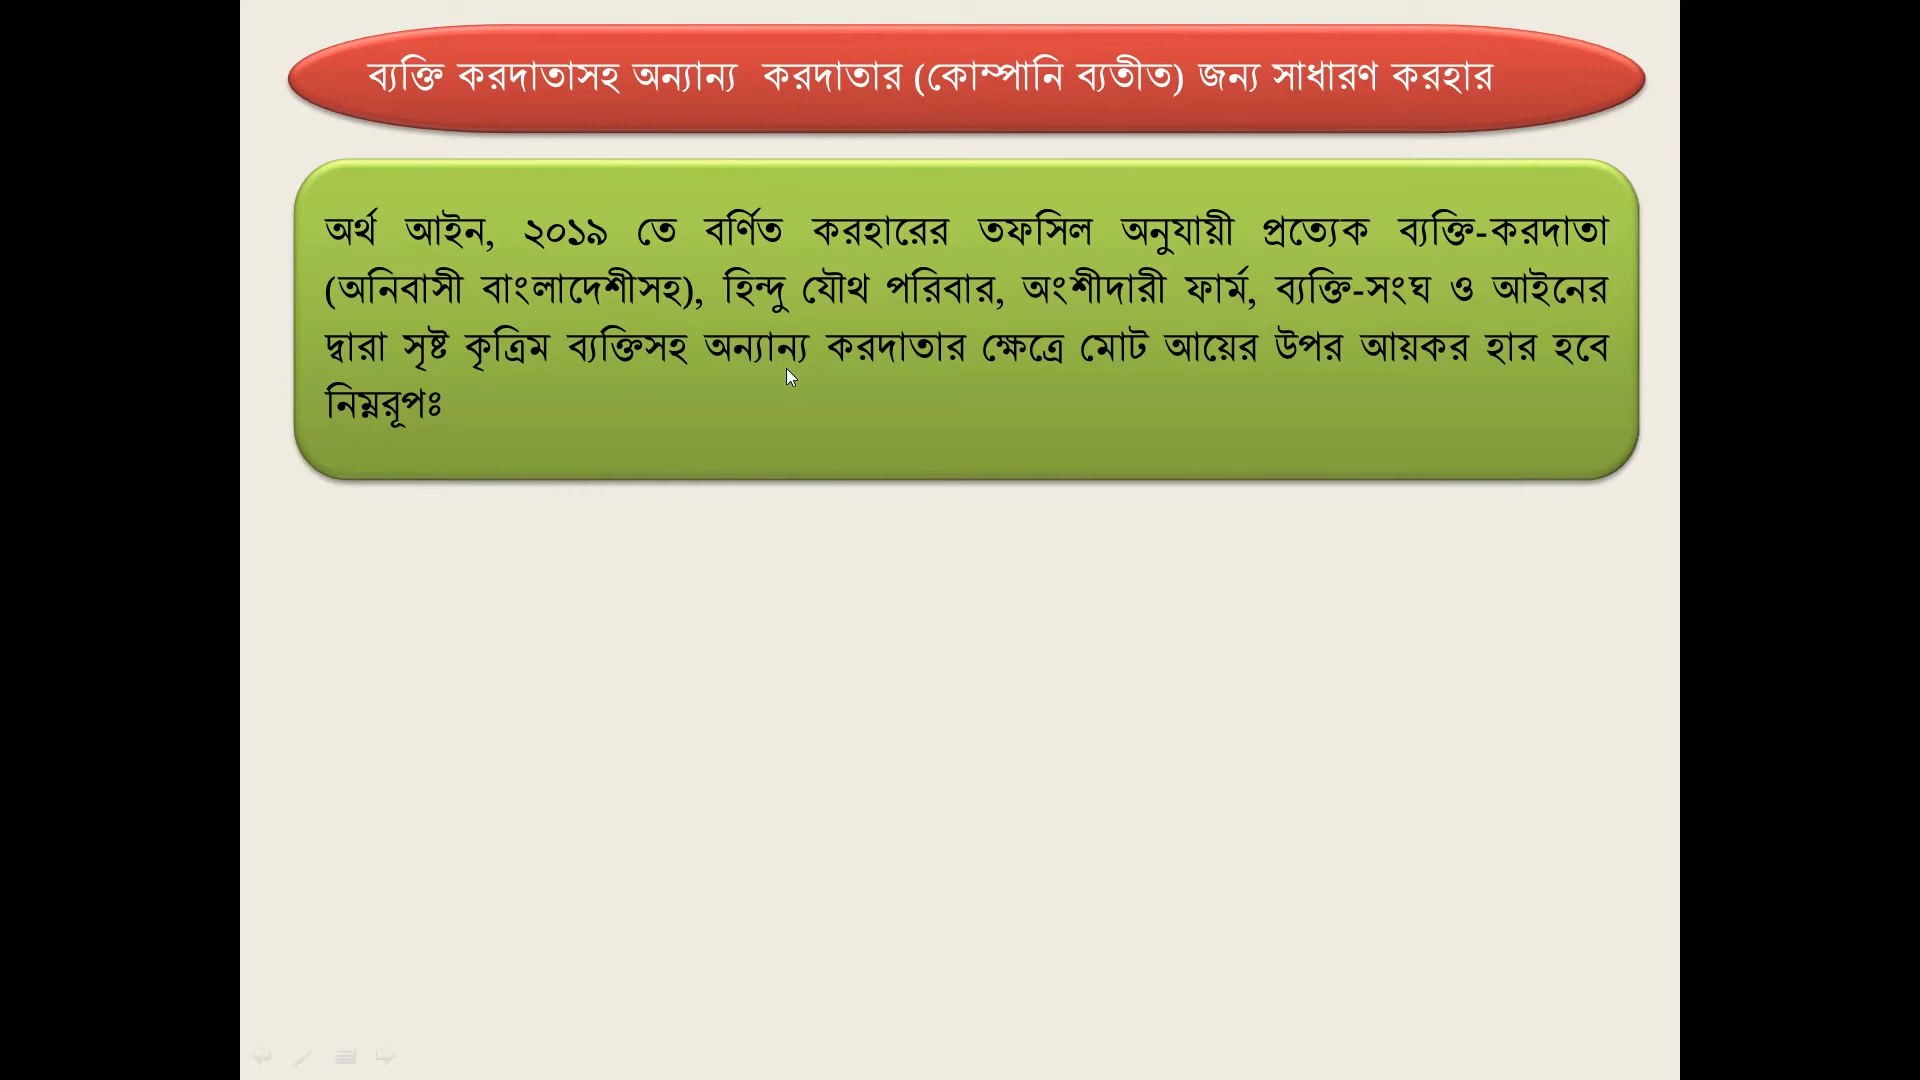 ব্যক্তি করদাতাসহ অন্যান্য করদাতার (কোম্পানি ব্যতীত) জন্য সাধারণ করহার
অর্থ আইন, ২০১৯ তে বর্ণিত করহারের তফসিল অনুযায়ী প্রত্যেক ব্যক্তি-করদাতা
(অনিবাসী বাংলাদেশীসহ), হিন্দু যৌথ পরিবার, অংশীদারী ফার্ম, ব্যক্তি-সংঘ ও আইনের
দ্বারা সৃষ্ট কৃত্রিম ব্যক্তিসহ অন্যান্য করদাতার ক্ষেত্রে মোট আয়ের উপর আয়কর হার হবে
নিম্নরূপঃ